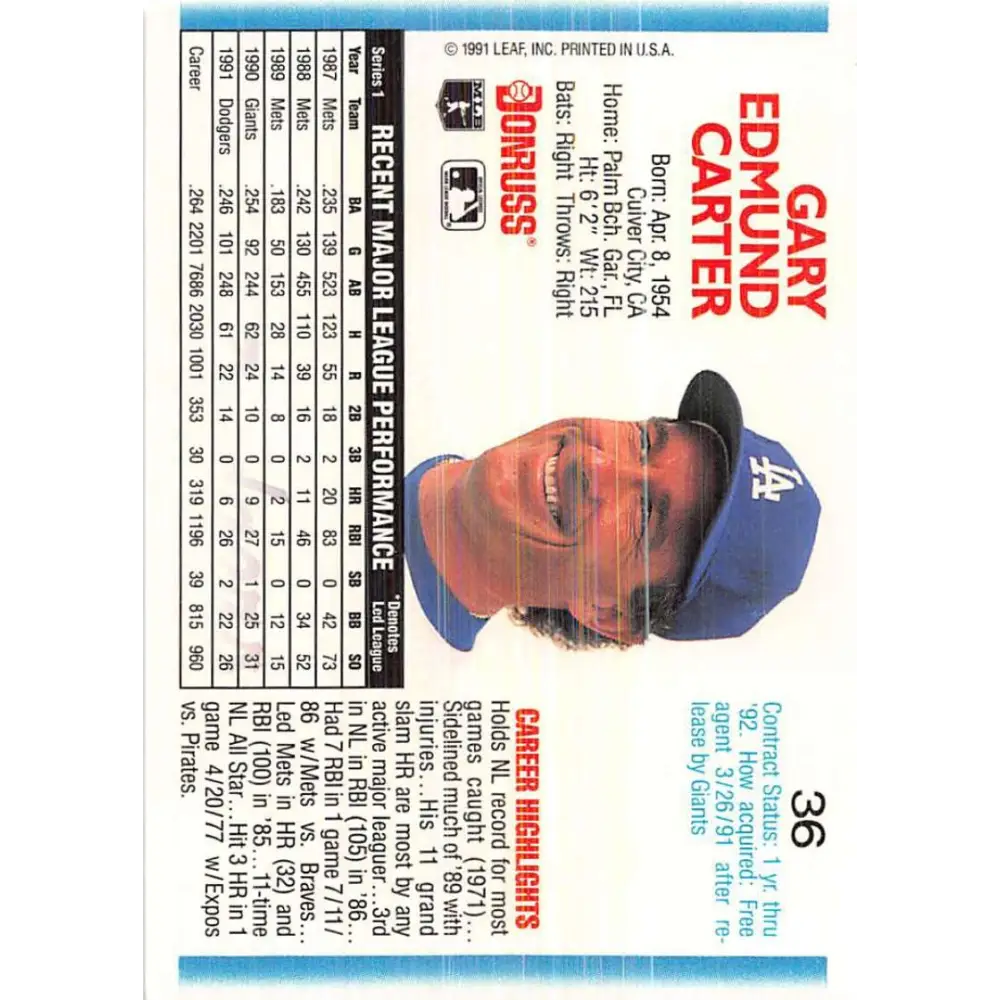 36
GARY
EDMUND
CARTER
Born: Apr. 8, 1954
Culver City, CA
Home: Palm Bch. Gar., FL
Ht: 6' 2" Wt: 215
Bats: Right Throws: Right
DONRUSS®
MLB
© 1991 LEAF, INC. PRINTED IN U.S.A.
LA
Contract Status: 1 yr. thru
'92. How acquired: Free
agent 3/26/91 after re-
lease by Giants
CAREER HIGHLIGHTS
Holds NL record for most
games caught (1971)...
Sidelined much of '89 with
injuries...His 11 grand
slam HR are most by any
active major leaguer...3rd
in NL in RBI (105) in '86...
Had 7 RBI in 1 game 7/11/
86 w/Mets vs. Braves...
Led Mets in HR (32) and
RBI (100) in '85...11-time
NL All Star...Hit 3 HR in 1
game 4/20/77 w/Expos
vs. Pirates.
Series 1 RECENT MAJOR LEAGUE PERFORMANCE *Denotes
Led League
Year Team BA G AB H R 2B 3B HR RBI SB BB SO
1987 Mets .235 139 523 123 55 18 2 20 83 0 42 73
1988 Mets .242 130 455 110 39 16 2 11 46 0 34 52
1989 Mets .183 50 153 28 14 8 0 2 15 0 12 15
1990 Giants .254 92 244 62 24 10 0 9 27 1 25 31
1991 Dodgers .246 101 248 61 22 14 0 6 26 2 22 26
Career .264 2201 7686 2030 1001 353 30 319 1196 39 815 960